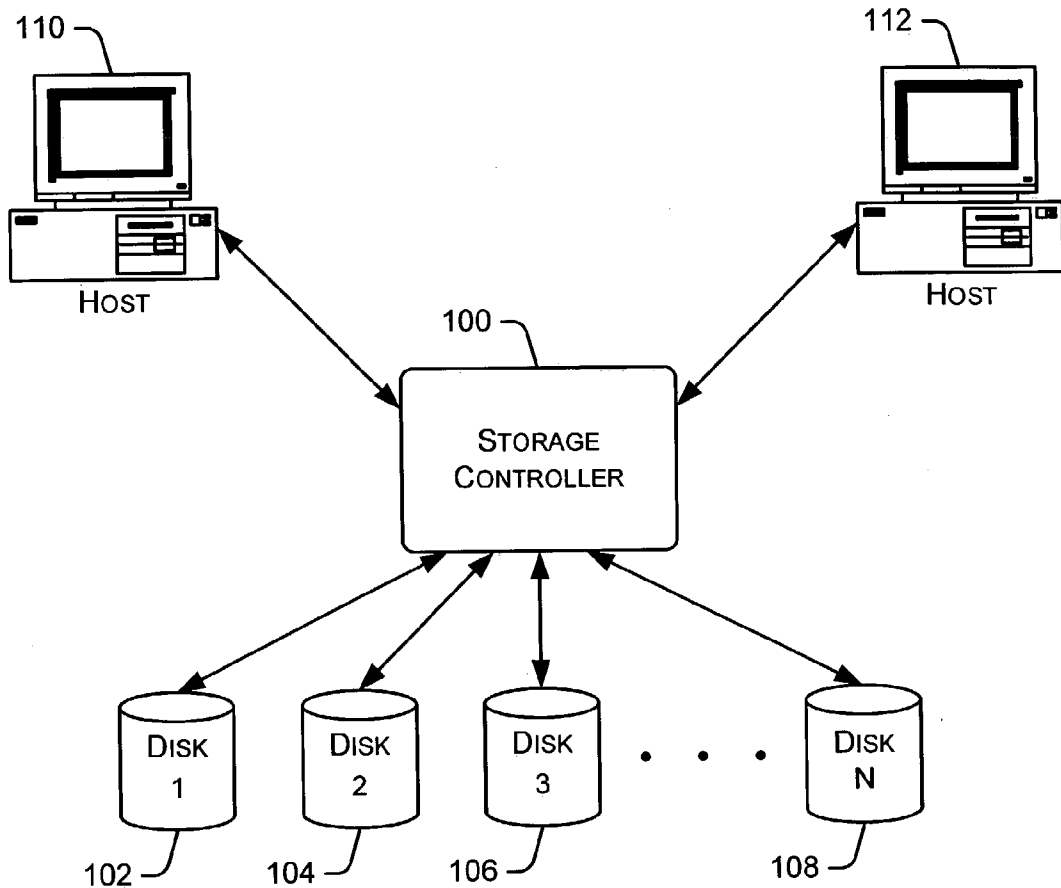 110
112
HOST
HOST
100
STORAGE
CONTROLLER
DISK
1
DISK
2
DISK
3
DISK
N
102
104
106
108